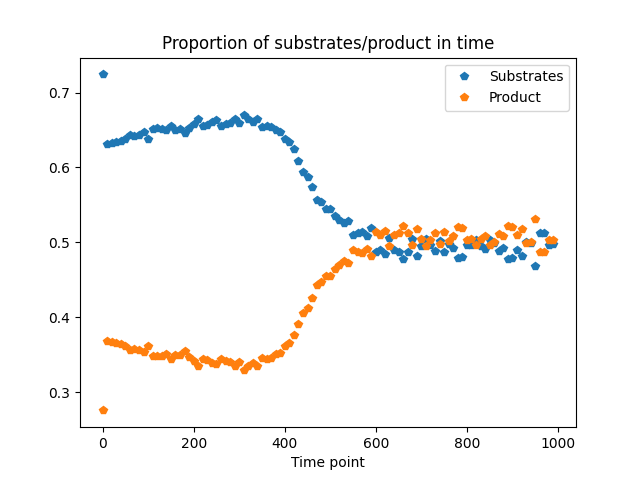 Proportion of substrates/product in time
Substrates
Product
0.7
0.6
0.5
0.4
0.3
0 200 400 600 800 1000
Time point